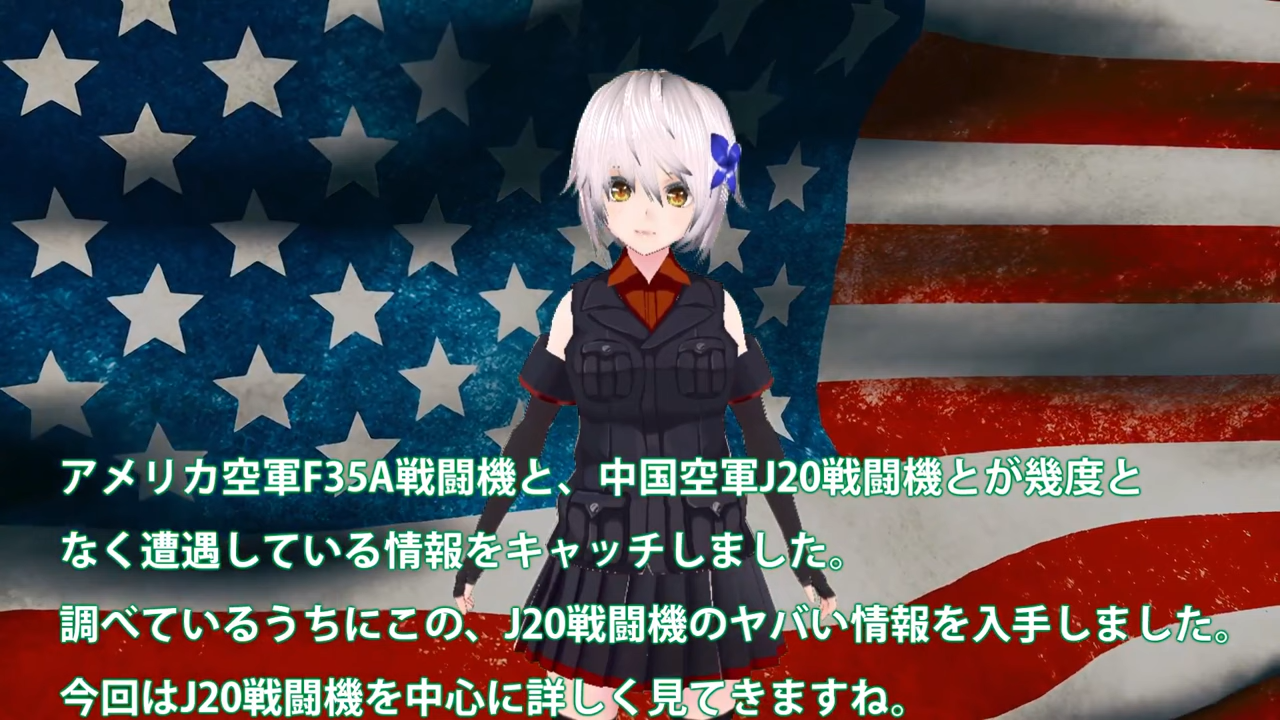 アメリカ空軍F35A戦闘機と、中国空軍J20戦闘機とが幾度と
なく遭遇している情報をキャッチしました。
調べているうちにこの、J20戦闘機のヤバい情報を入手しました。
今回はJ20戦闘機を中心に詳しく見てきますね。